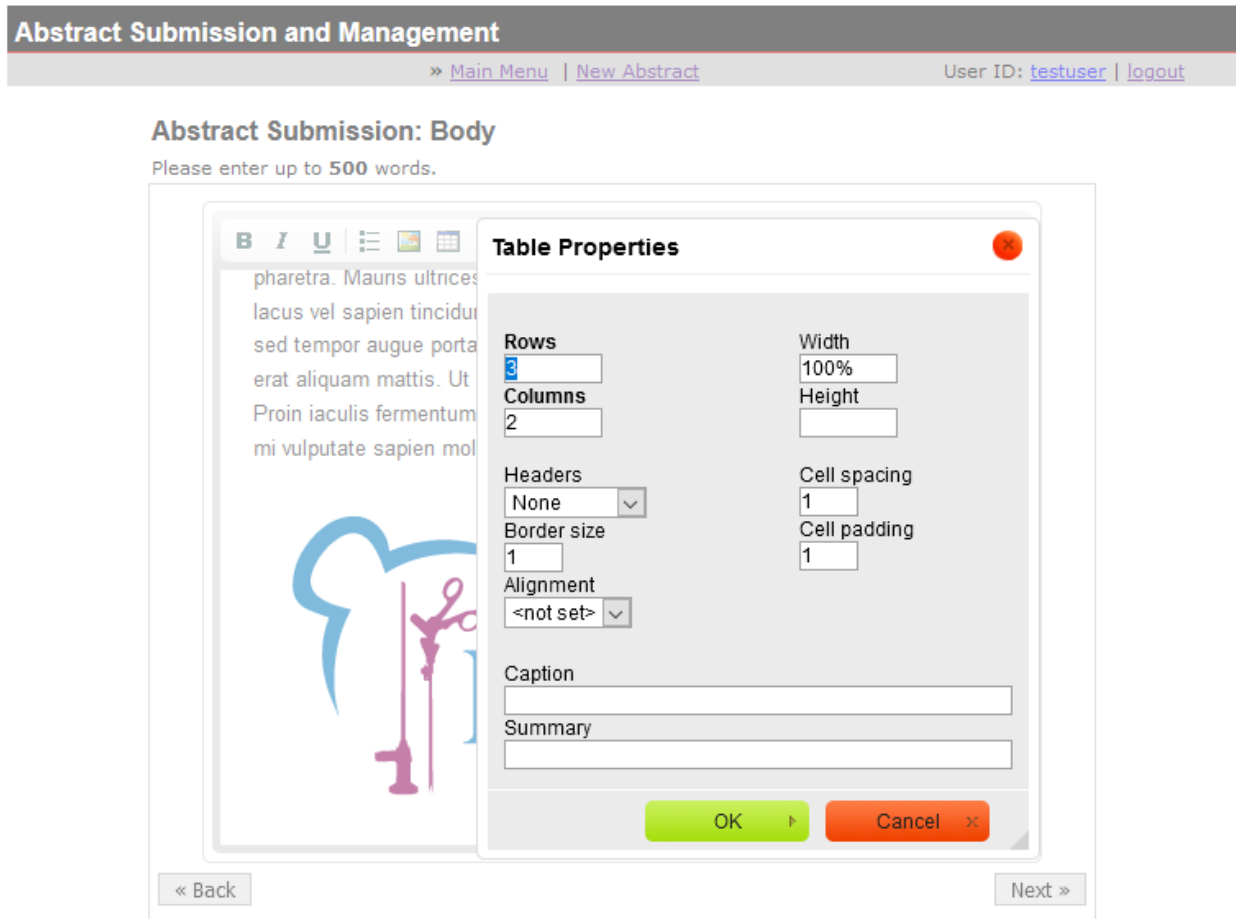 Abstract Submission and Management
» Main Menu | New Abstract User ID: testuser | logout
Abstract Submission: Body
Please enter up to 500 words.
B I U
Table Properties
pharetra. Mauris ultrices
lacus vel sapien
sed tempor augue porta
erat aliquam mattis. Ut
Proin iaculis fermentum
mi vulputate sapien
Rows Width
3 100%
Columns Height
2
Headers Cell spacing
None 1
Border size Cell padding
1 1
Alignment
<not set>
Caption
Summary
OK Cancel
« Back Next »